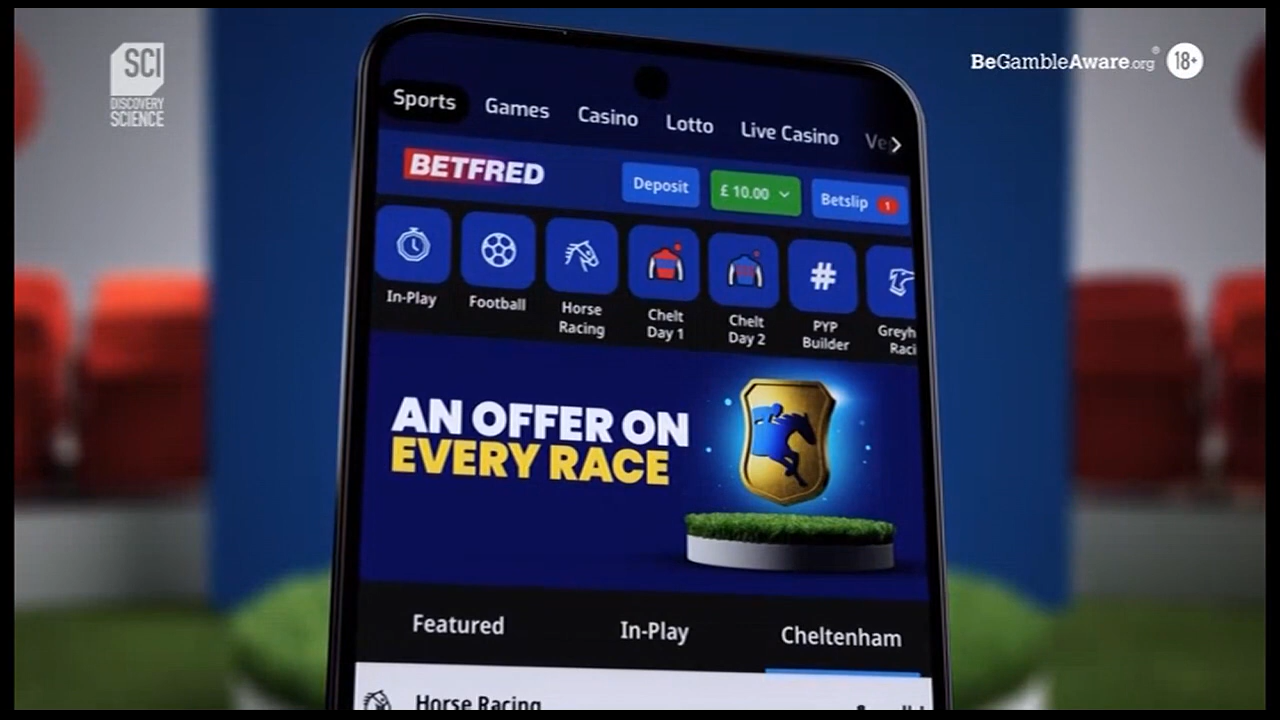 SCI
DISCOVERY
SCIENCE
BeGambleAware.org® 18+
Sports Games Casino Lotto Live Casino
BETFRED Deposit £ 10.00 Betslip 1
In-Play Football Horse Racing Chelt Day 1 Chelt Day 2 # PYP Builder
AN OFFER ON
EVERY RACE
Featured In-Play Cheltenham
Horse Racing